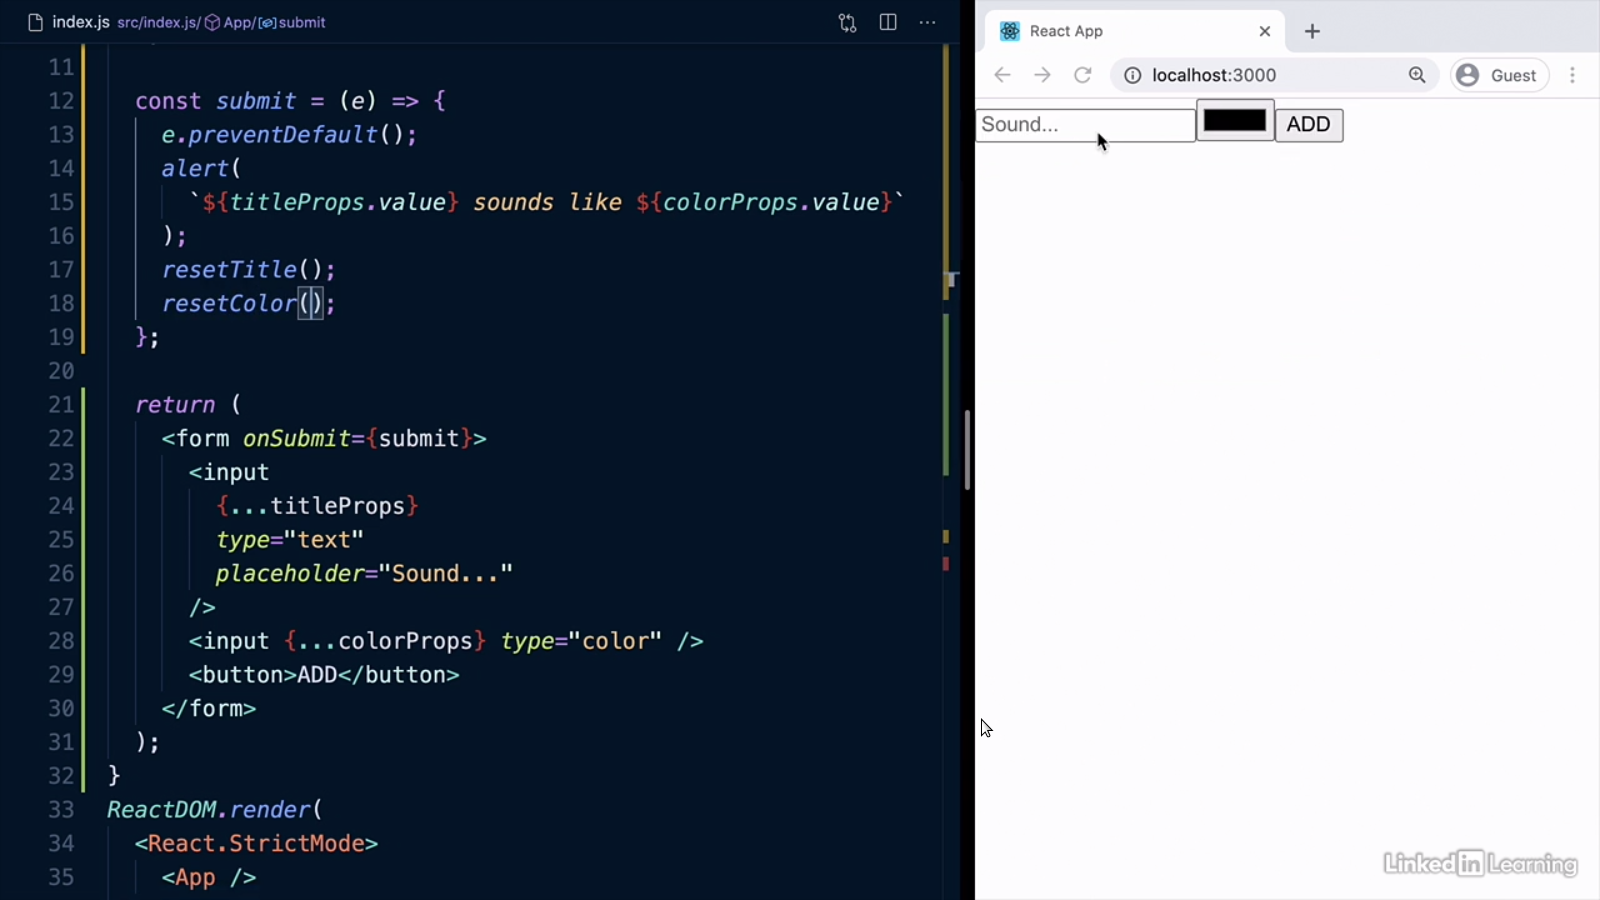 index.js src/index.js/ App/ submit
11
12 const submit = (e) => {
13 e.preventDefault();
14 alert(
15 `${titleProps.value} sounds like ${colorProps.value}`
16 );
17 resetTitle();
18 resetColor();
19 };
20
21 return (
22 <form onSubmit={submit}>
23 <input
24 {...titleProps}
25 type="text"
26 placeholder="Sound..."
27 />
28 <input {...colorProps} type="color" />
29 <button>ADD</button>
30 </form>
31 );
32 }
33 ReactDOM.render(
34 <React.StrictMode>
35 <App />
React App
localhost:3000
Guest
Sound...
ADD
LinkedIn Learning